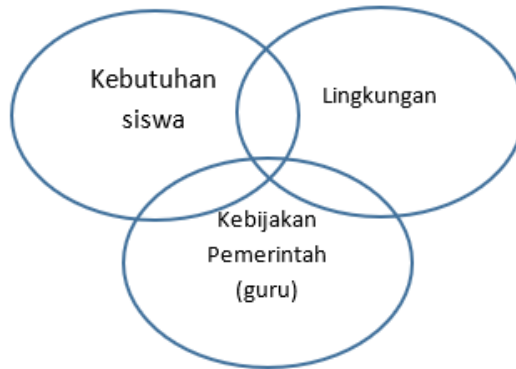 Kebutuhan
siswa
Lingkungan
Kebijakan
Pemerintah
(guru)